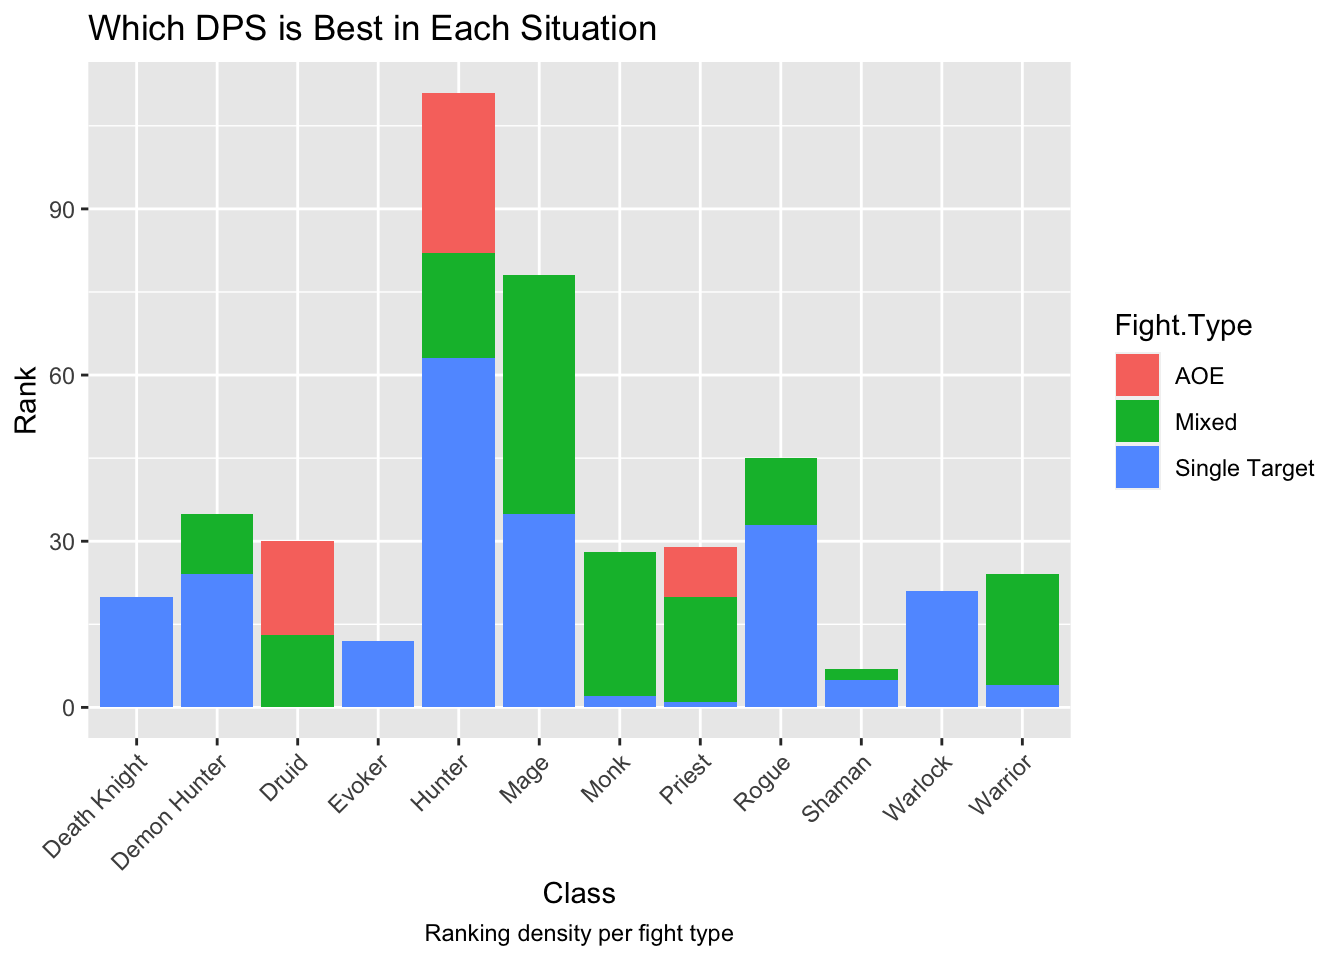 Which DPS is Best in Each Situation
Rank
90
60
30
0
Death Knight
Demon Hunter
Druid
Evoker
Hunter
Mage
Monk
Priest
Rogue
Shaman
Warlock
Warrior
Class
Ranking density per fight type
Fight.Type
AOE
Mixed
Single Target